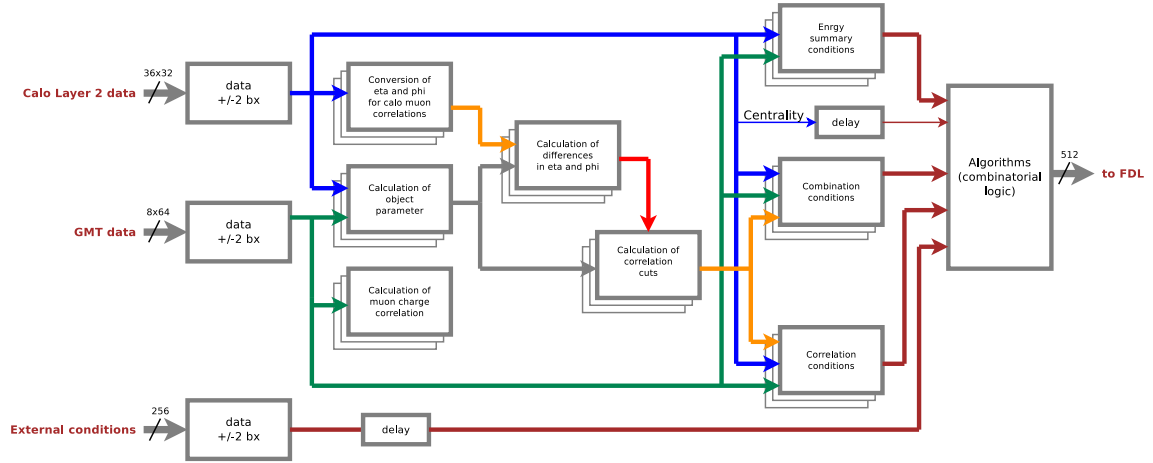 36x32
Calo Layer 2 data
data
+/-2 bx
Conversion of
eta and phi
for calo muon
correlations
Calculation of
differences
in eta and phi
Enrgy
summary
conditions
Centrality
delay
8x64
GMT data
data
+/-2 bx
Calculation of
object
parameter
Combination
conditions
Algorithms
(combinatorial
logic)
512
to FDL
Calculation of
muon charge
correlation
Calculation of
correlation
cuts
Correlation
conditions
256
External conditions
data
+/-2 bx
delay